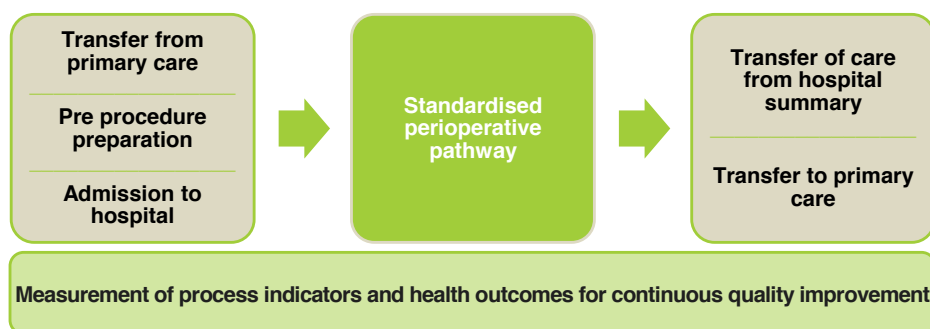 Transfer from
primary care
Pre procedure
preparation
Admission to
hospital
Standardised
perioperative
pathway
Transfer of care
from hospital
summary
Transfer to primary
care
Measurement of process indicators and health outcomes for continuous quality improvement